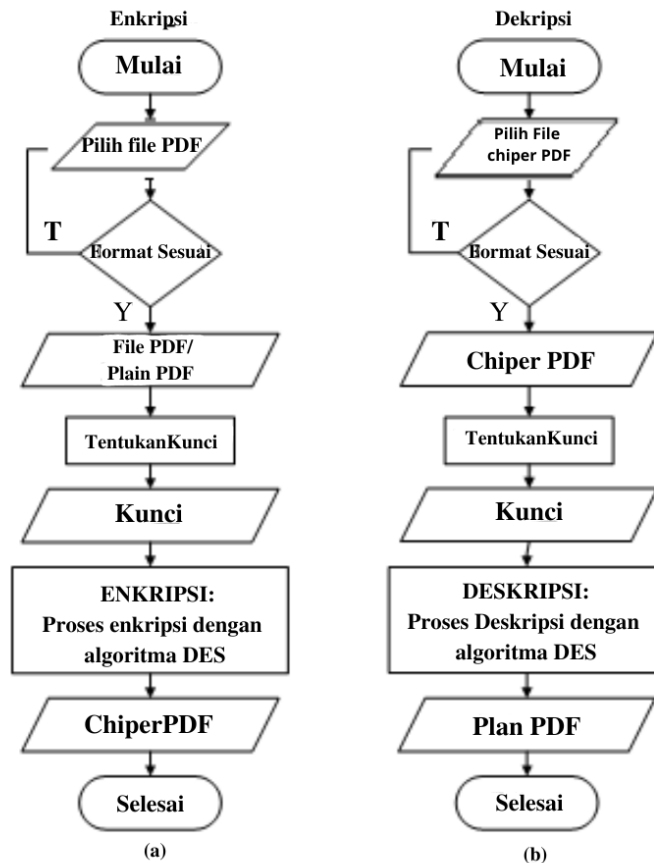 Enkripsi
Mulai
Pilih file PDF
T
Eormat Sesuai
Y
File PDF/
Plain PDF
TentukanKunci
Kunci
ENKRIPSI:
Proses enkripsi dengan
algoritma DES
ChiperPDF
Selesai
(a)
Dekripsi
Mulai
Pilih File
chiper PDF
T
Eormat Sesuai
Y
Chiper PDF
TentukanKunci
Kunci
DESKRIPSI:
Proses Deskripsi dengan
algoritma DES
Plan PDF
Selesai
(b)